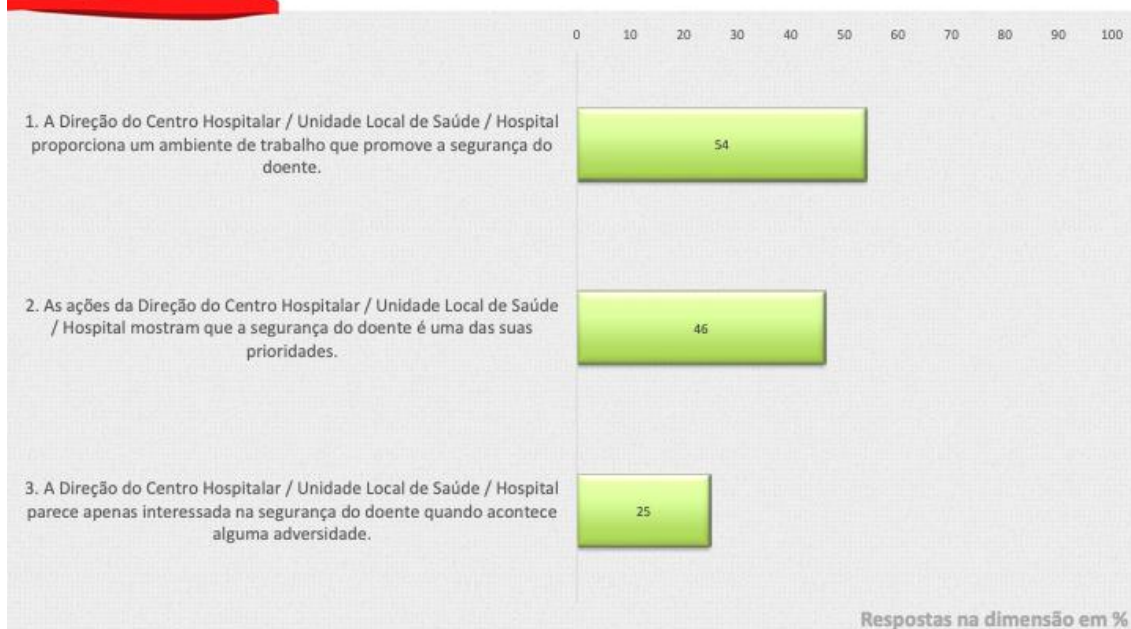 0 10 20 30 40 50 60 70 80 90 100
1. A Direção do Centro Hospitalar / Unidade Local de Saúde / Hospital
proporciona um ambiente de trabalho que promove a segurança do
doente.
54
2. As ações da Direção do Centro Hospitalar / Unidade Local de Saúde
/ Hospital mostram que a segurança do doente é uma das suas
prioridades.
46
3. A Direção do Centro Hospitalar / Unidade Local de Saúde / Hospital
parece apenas interessada na segurança do doente quando acontece
alguma adversidade.
25
Respostas na dimensão em %